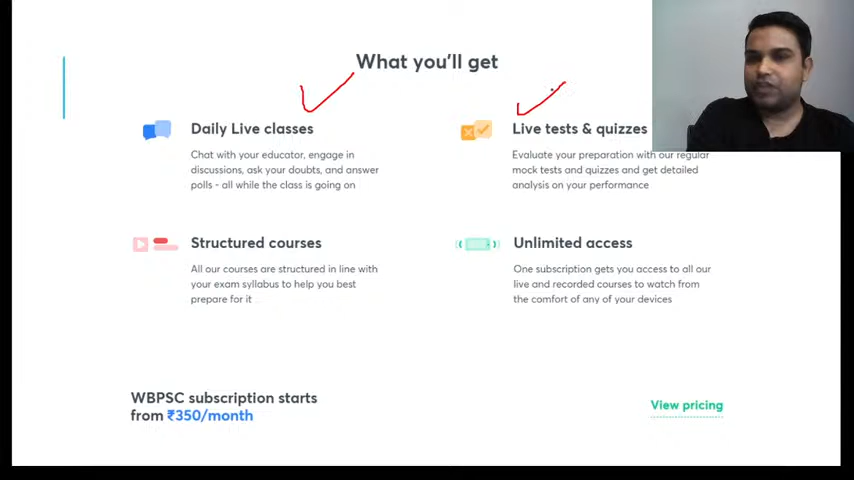 What you'll get
Daily Live classes
Chat with your educator, engage in
discussions, ask your doubts, and answer
polls - all while the class is going on
Live tests & quizzes
Evaluate your preparation with our regular
mock tests and quizzes and get detailed
analysis on your performance
Structured courses
All our courses are structured in line with
your exam syllabus to help you best
prepare for it
Unlimited access
One subscription gets you access to all our
live and recorded courses to watch from
the comfort of any of your devices
WBPSC subscription starts
from ₹350/month
View pricing